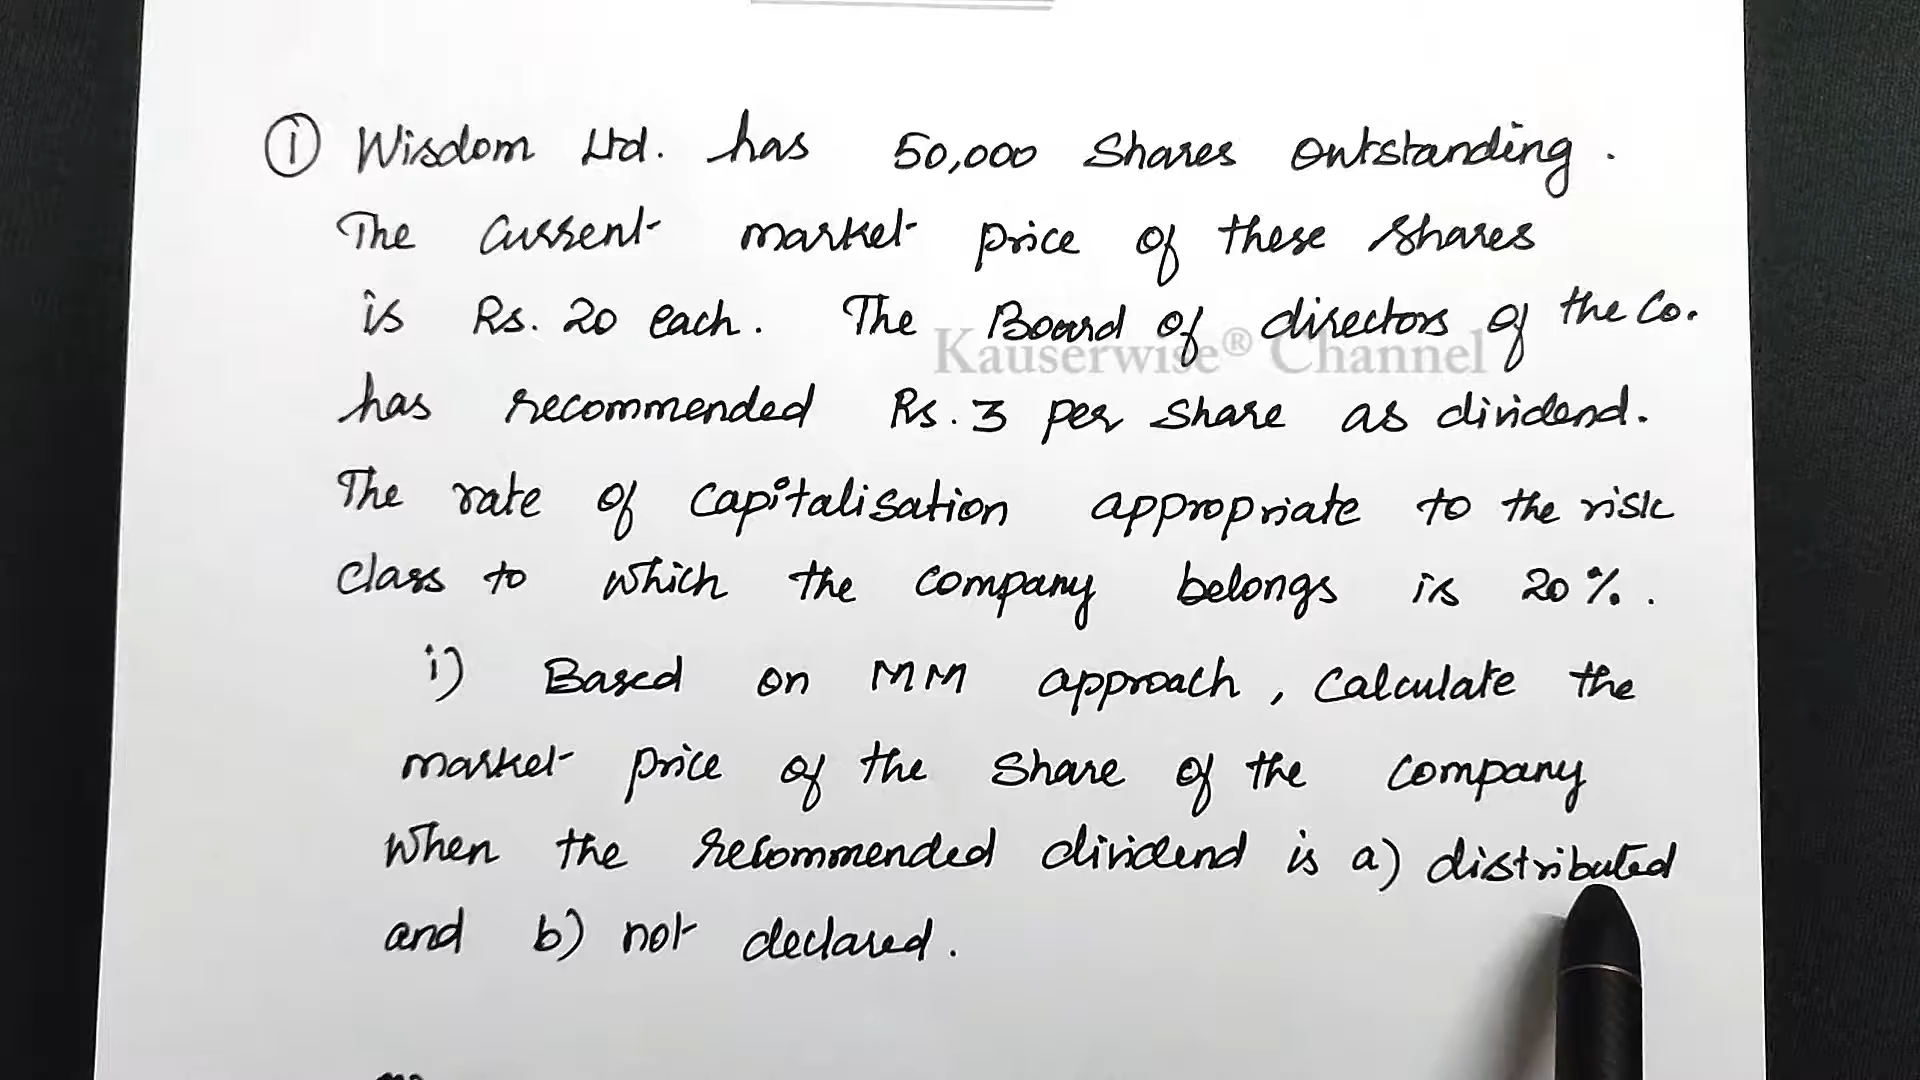 ① Wisdom Ltd. has 50,000 Shares Outstanding.
The current market price of these shares
is Rs. 20 each. The Board of directors of the Co.
Kauserwise® Channel
has recommended Rs. 3 per share as dividend.
The rate of capitalisation appropriate to the risk
class to which the company belongs is 20%.
i) Based on MM approach, calculate the
market price of the share of the company
when the recommended dividend is a) distributed
and b) not declared.